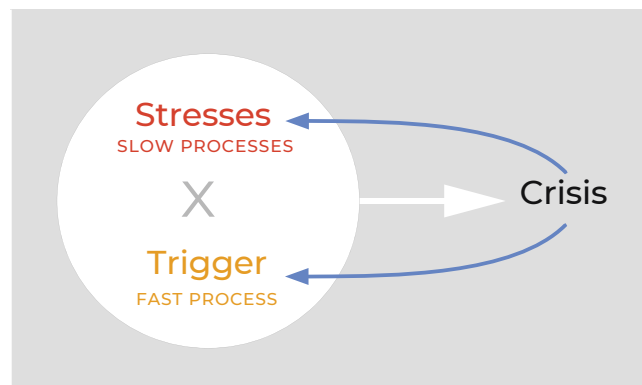 Stresses
SLOW PROCESSES
X
Crisis
Trigger
FAST PROCESS